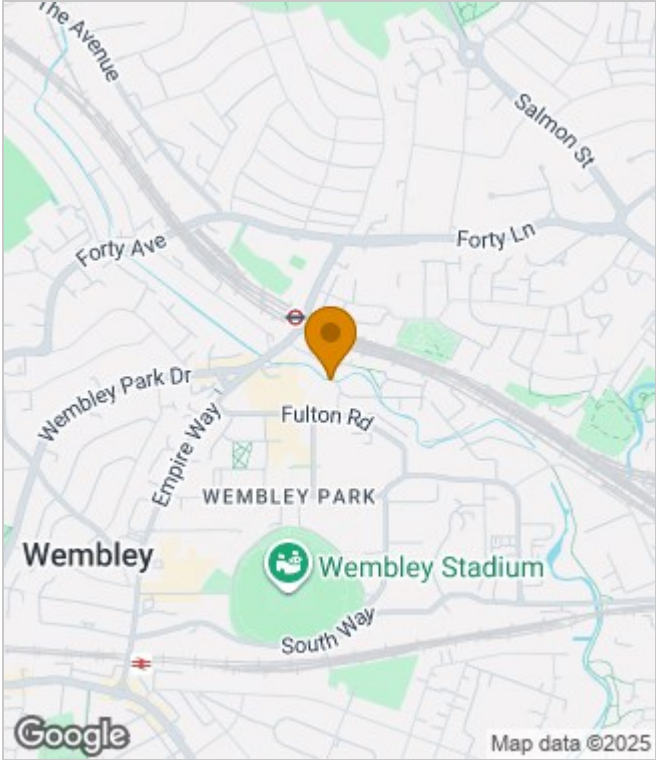 The Avenue
Salmon St
Forty Ave
Forty Ln
Wembley Park Dr
Fulton Rd
Empire Way
WEMBLEY PARK
Wembley
Wembley Stadium
South Way
Google
Map data ©2025